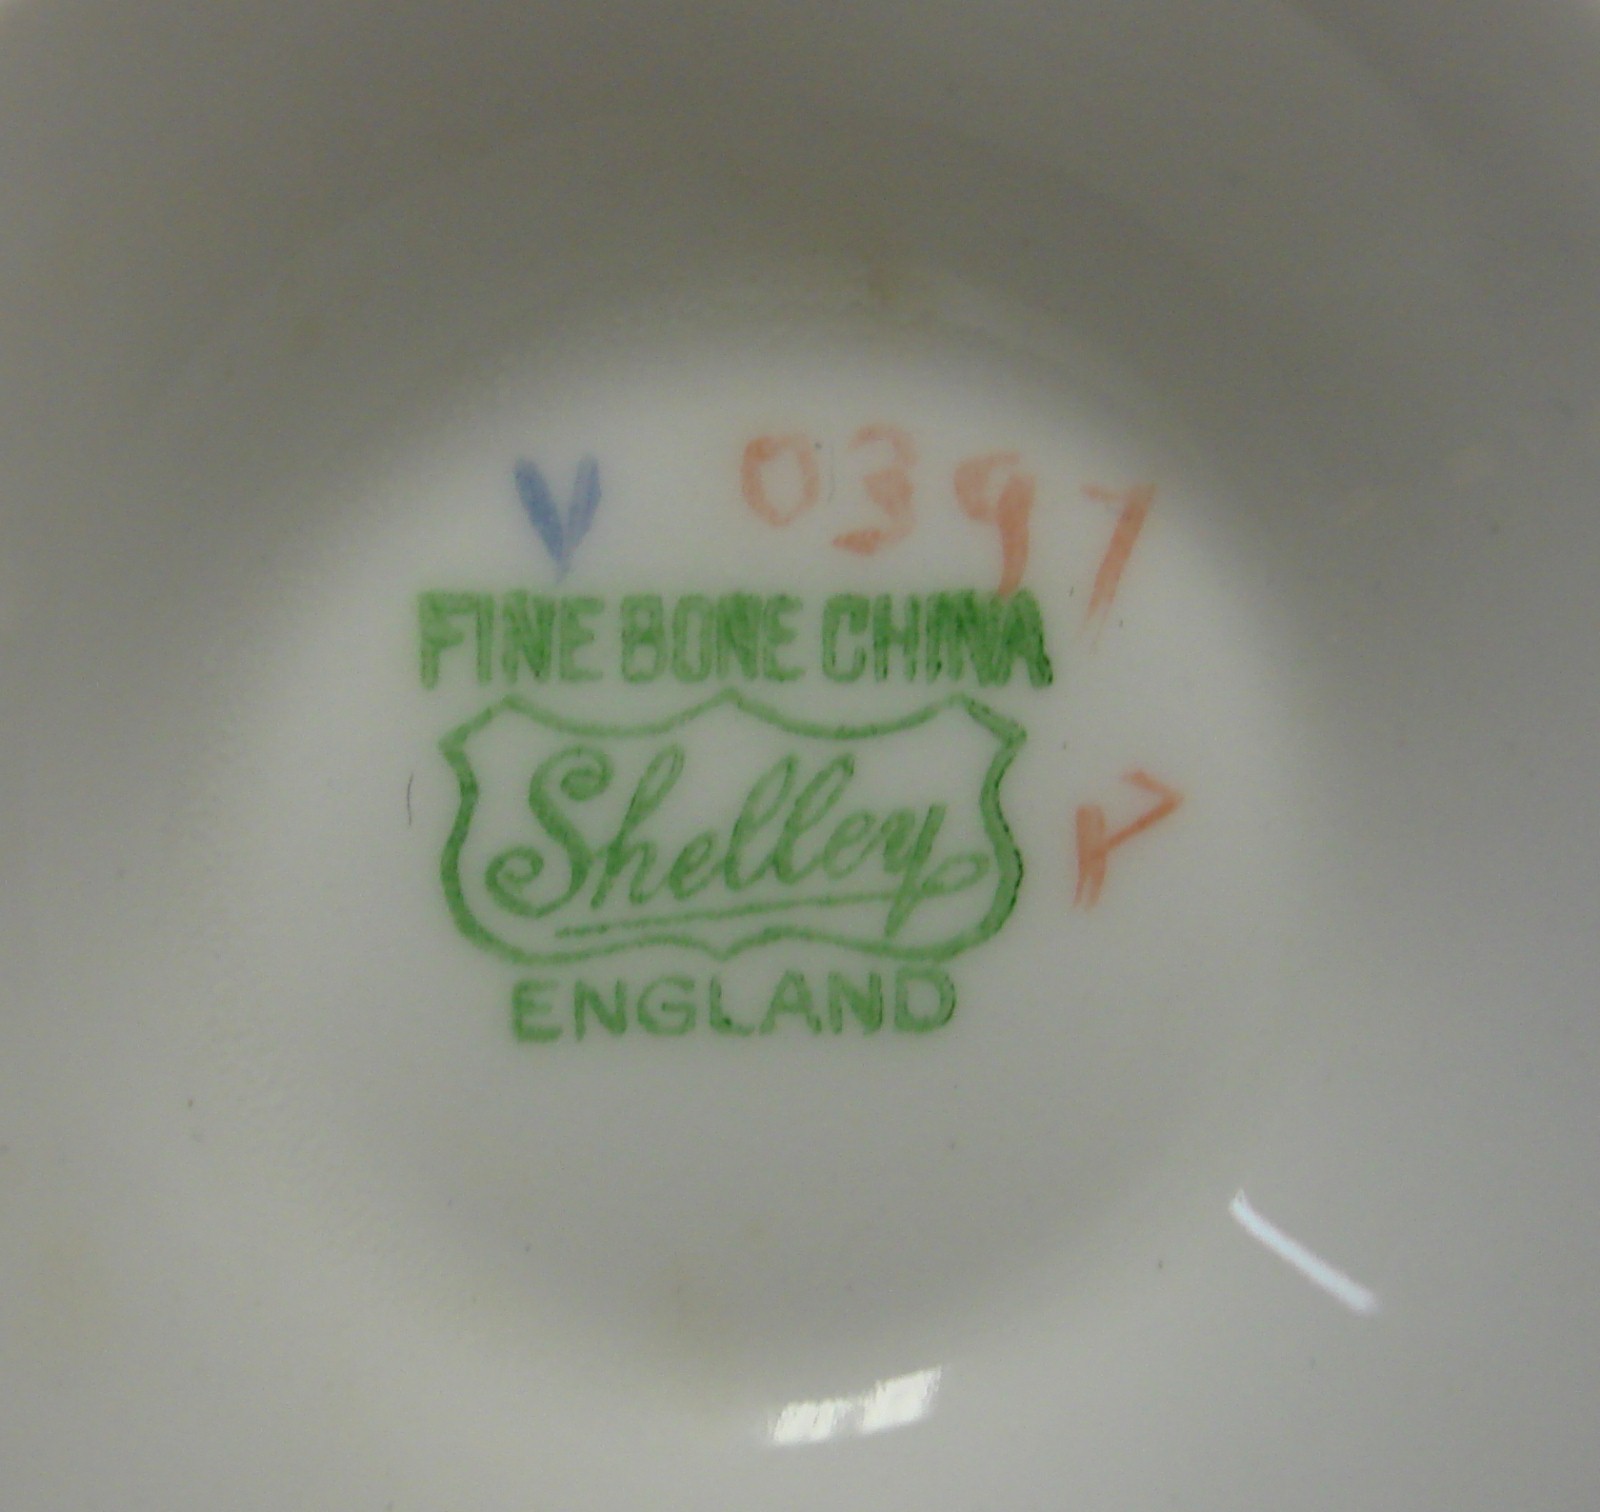 V 0397
FINE BONE CHINA
Shelley
ENGLAND